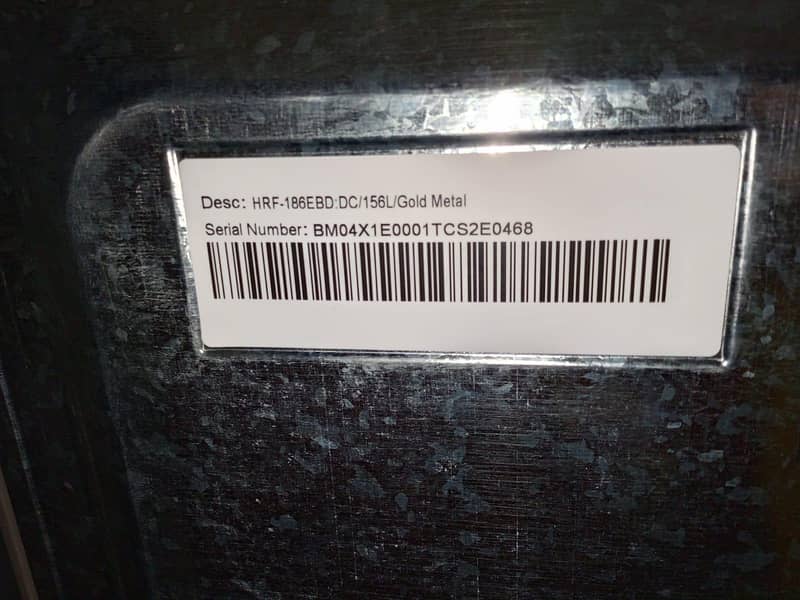 Desc: HRF-186EBD:DC/156L/Gold Metal
Serial Number: BM04X1E0001TCS2E0468